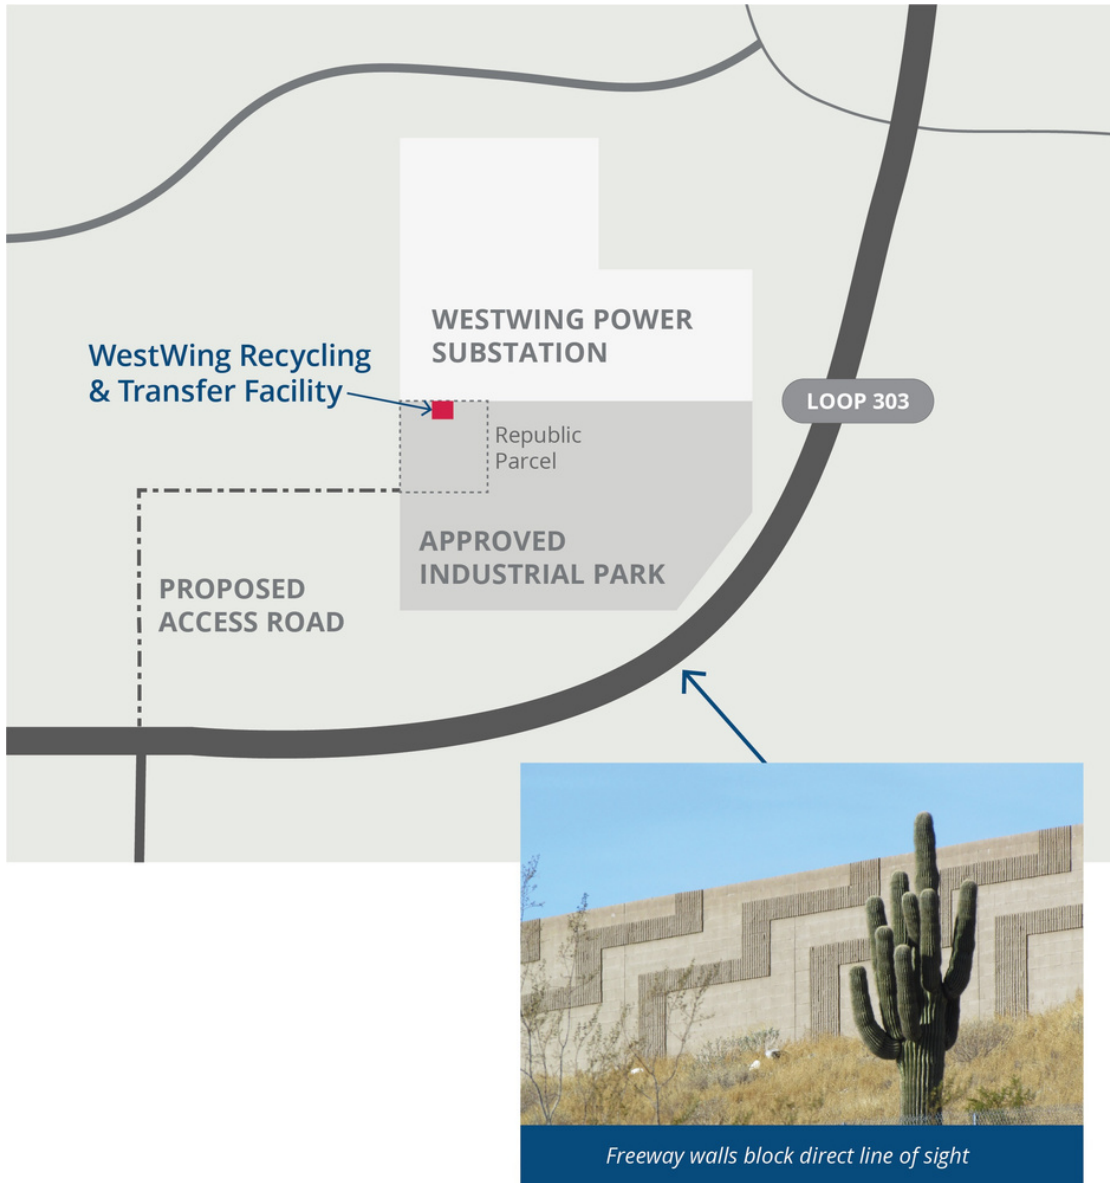 WESTWING POWER
SUBSTATION
WestWing Recycling
& Transfer Facility
LOOP 303
Republic
Parcel
APPROVED
INDUSTRIAL PARK
PROPOSED
ACCESS ROAD
Freeway walls block direct line of sight